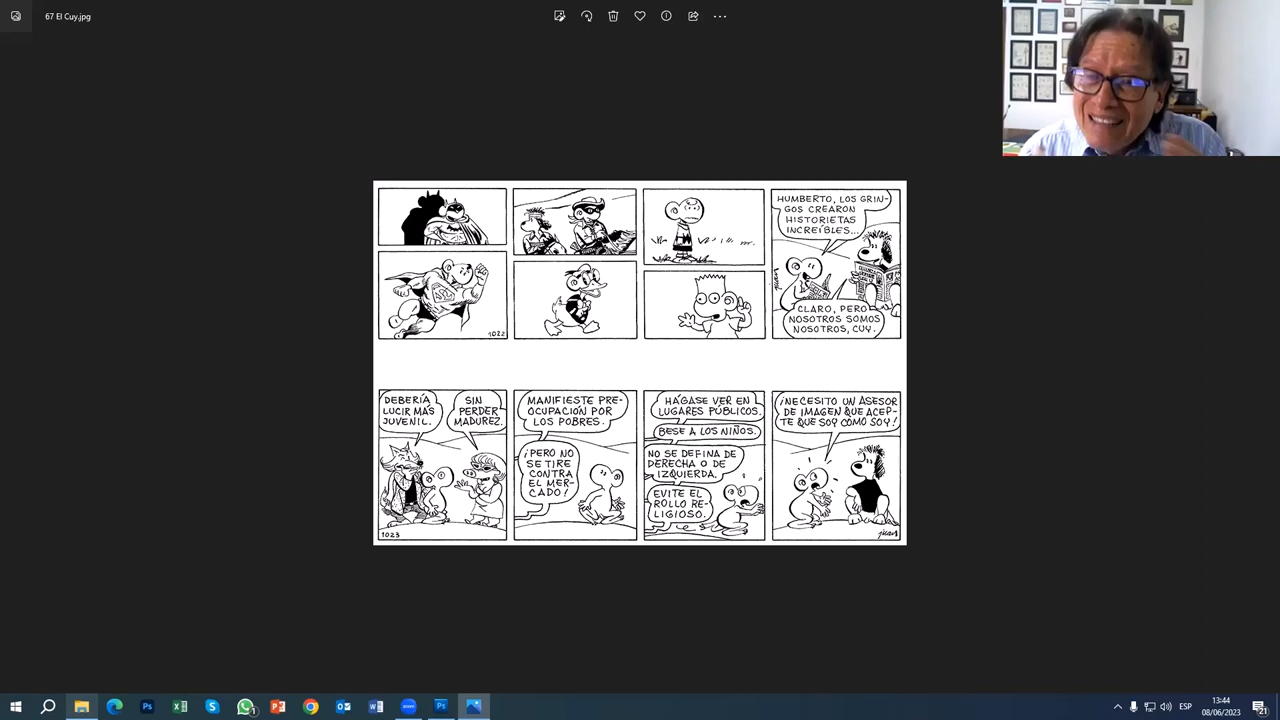 67 El Cuy.jpg
HUMBERTO, LOS GRIN-
GOS CREARON
HISTORIETAS
INCREÍBLES...
CLARO, PERO
NOSOTROS SOMOS
NOSOTROS, CUY.
1022
DEBERÍA
LUCIR MÁS
JUVENIL.
SIN
PERDER
MADUREZ.
1023
MANIFIESTE PRE-
OCUPACIÓN POR
LOS POBRES.
¡PERO NO
SE TIRE
CONTRA
EL MER-
CADO!
HÁGASE VER EN
LUGARES PÚBLICOS.
BESE A LOS NIÑOS.
NO SE DEFINA DE
DERECHA O DE
IZQUIERDA.
EVITE EL
ROLLO RE-
LIGIOSO.
¡NECESITO UN ASESOR
DE IMAGEN QUE ACEP-
TE QUE SOY CÓMO SOY!
ESP
13:44
08/06/2023
21